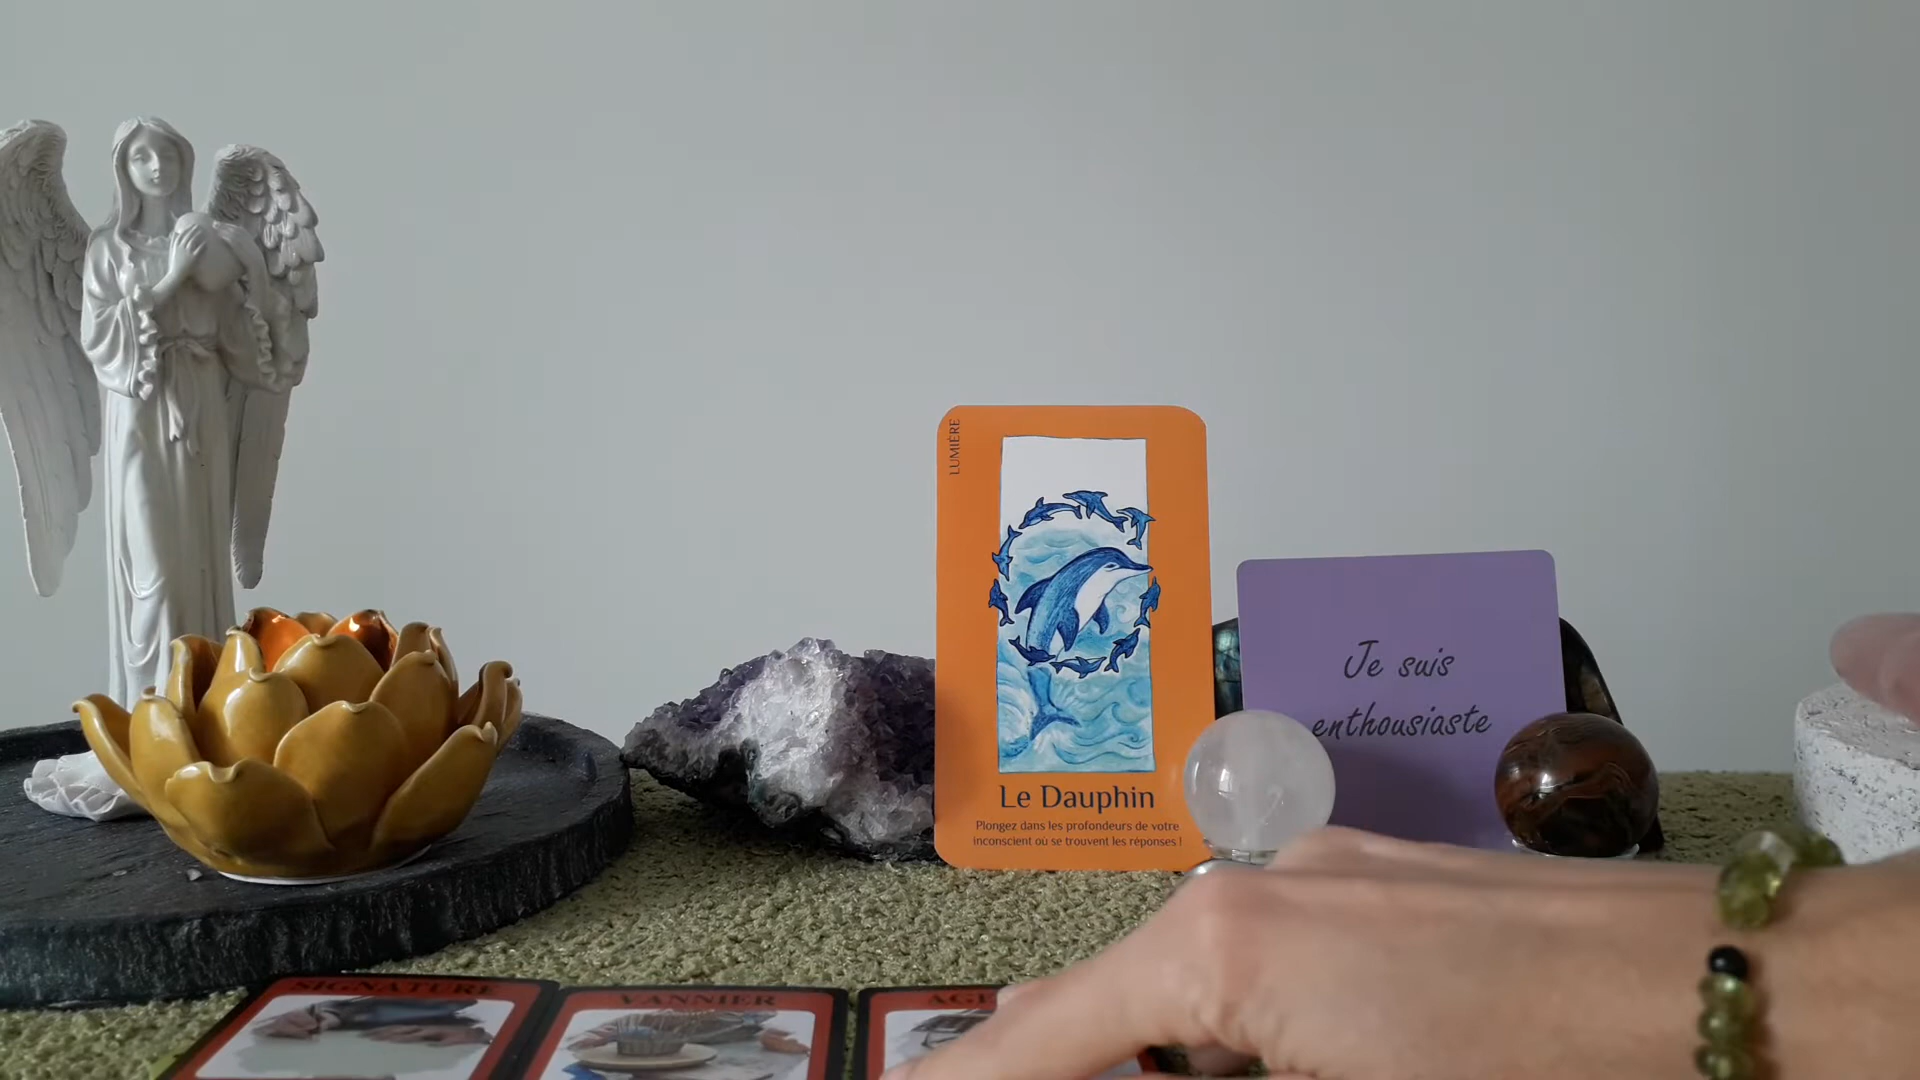 LUMIÈRE
Le Dauphin
Plongez dans les profondeurs de votre
inconscient où se trouvent les réponses !
Je suis
enthousiaste
SIGNATURE
VANNIER